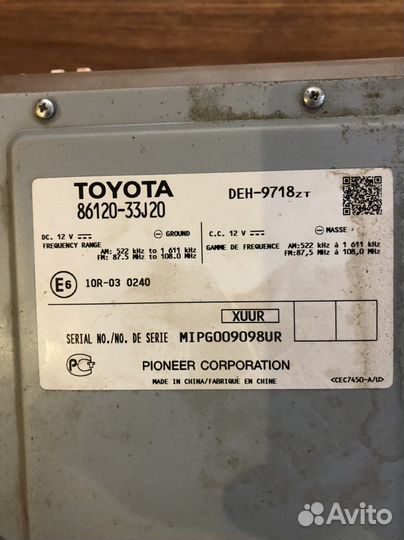 TOYOTA DEH-9718ZT
86120-33J20
DC. 12 V ⎓ ⊖ GROUND C.C. 12 V ⎓ ⊖ MASSE
FREQUENCY RANGE GAMME DE FREQUENCE
AM: 522 kHz to 1 611 kHz AM:522 kHz à 1 611 kHz
FM: 87.5 MHz to 108.0 MHz FM:87,5 MHz à 108,0 MHz
E6 10R-03 0240
XUUR
SERIAL NO./NO. DE SERIE MIPG009098UR
PIONEER CORPORATION
MADE IN CHINA/FABRIQUÉ EN CHINE <CEC7450-A/U>
Avito